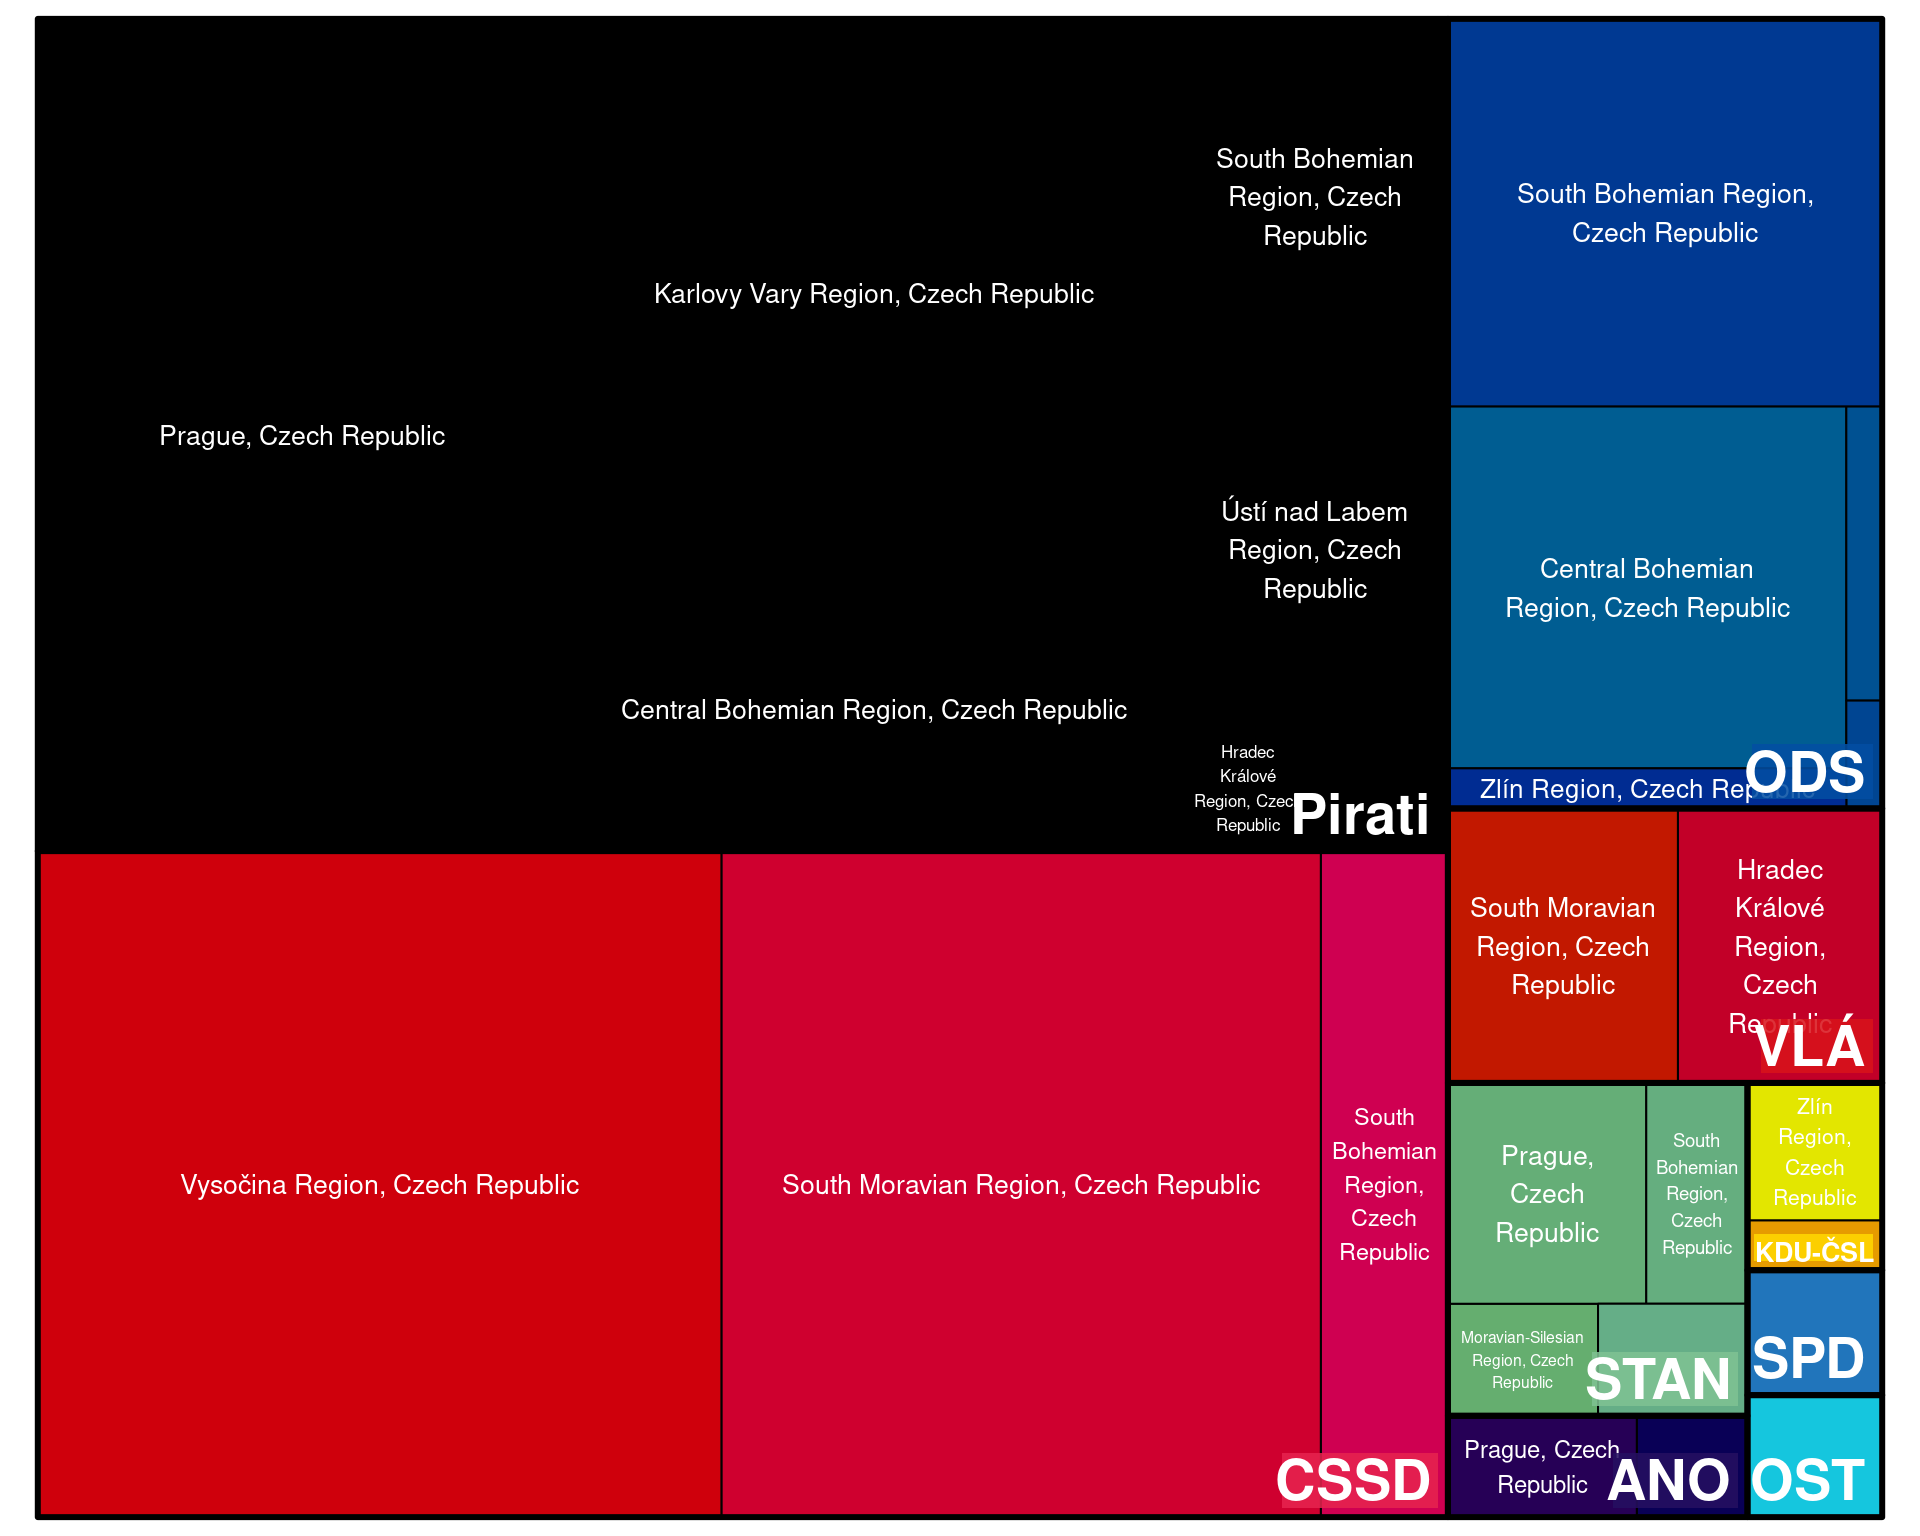 Prague, Czech Republic
Karlovy Vary Region, Czech Republic
Central Bohemian Region, Czech Republic
South Bohemian
Region, Czech
Republic
Ústí nad Labem
Region, Czech
Republic
Hradec
Králové
Region, Czec
Republic
Pirati
Vysočina Region, Czech Republic
South Moravian Region, Czech Republic
South
Bohemian
Region,
Czech
Republic
CSSD
South Bohemian Region,
Czech Republic
Central Bohemian
Region, Czech Republic
Zlín Region, Czech Republic
ODS
South Moravian
Region, Czech
Republic
Hradec
Králové
Region,
Czech
Republic
VLÁ
Prague,
Czech
Republic
South
Bohemian
Region,
Czech
Republic
Moravian-Silesian
Region, Czech
Republic
STAN
Zlín
Region,
Czech
Republic
KDU-ČSL
SPD
Prague, Czech
Republic
ANO
OST